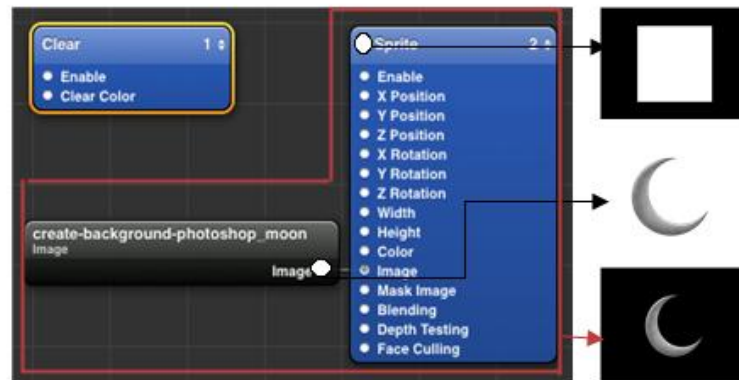 Clear 1
Enable
Clear Color
Sprite 2
Enable
X Position
Y Position
Z Position
X Rotation
Y Rotation
Z Rotation
Width
Height
Color
Image
Mask Image
Blending
Depth Testing
Face Culling
create-background-photoshop_moon
Image
Image